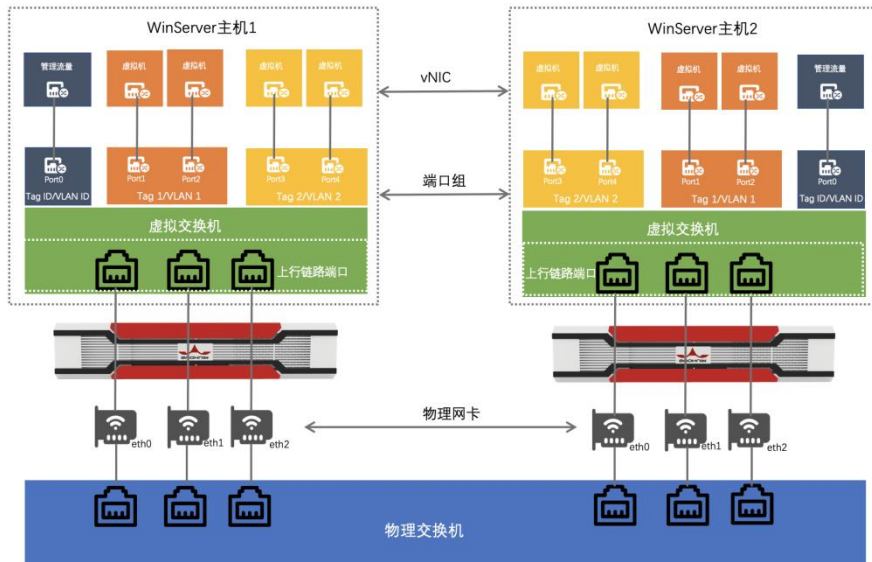 WinServer主机1
WinServer主机2
管理流量
虚拟机
虚拟机
虚拟机
虚拟机
vNIC
虚拟机
虚拟机
虚拟机
虚拟机
管理流量
Port0
Port1
Port2
Port3
Port4
Tag ID/VLAN ID
Tag 1/VLAN 1
Tag 2/VLAN 2
端口组
Port3
Port4
Port1
Port2
Port0
Tag 2/VLAN 2
Tag 1/VLAN 1
Tag ID/VLAN ID
虚拟交换机
虚拟交换机
上行链路端口
上行链路端口
eth0
eth1
eth2
物理网卡
eth0
eth1
eth2
物理交换机